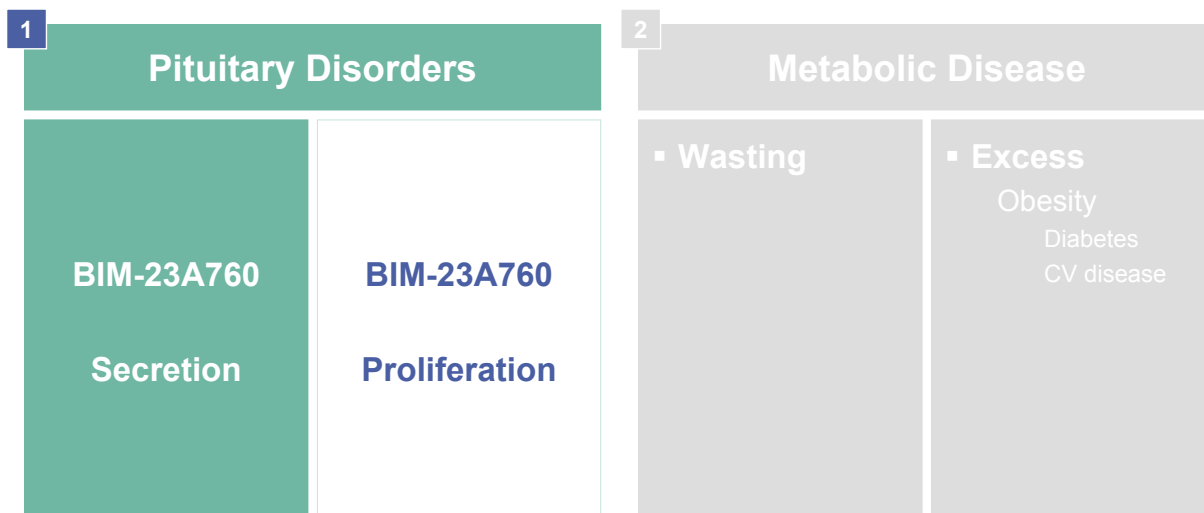 1
Pituitary Disorders
BIM-23A760
Secretion
BIM-23A760
Proliferation
2
Metabolic Disease
▪ Wasting
▪ Excess
Obesity
Diabetes
CV disease